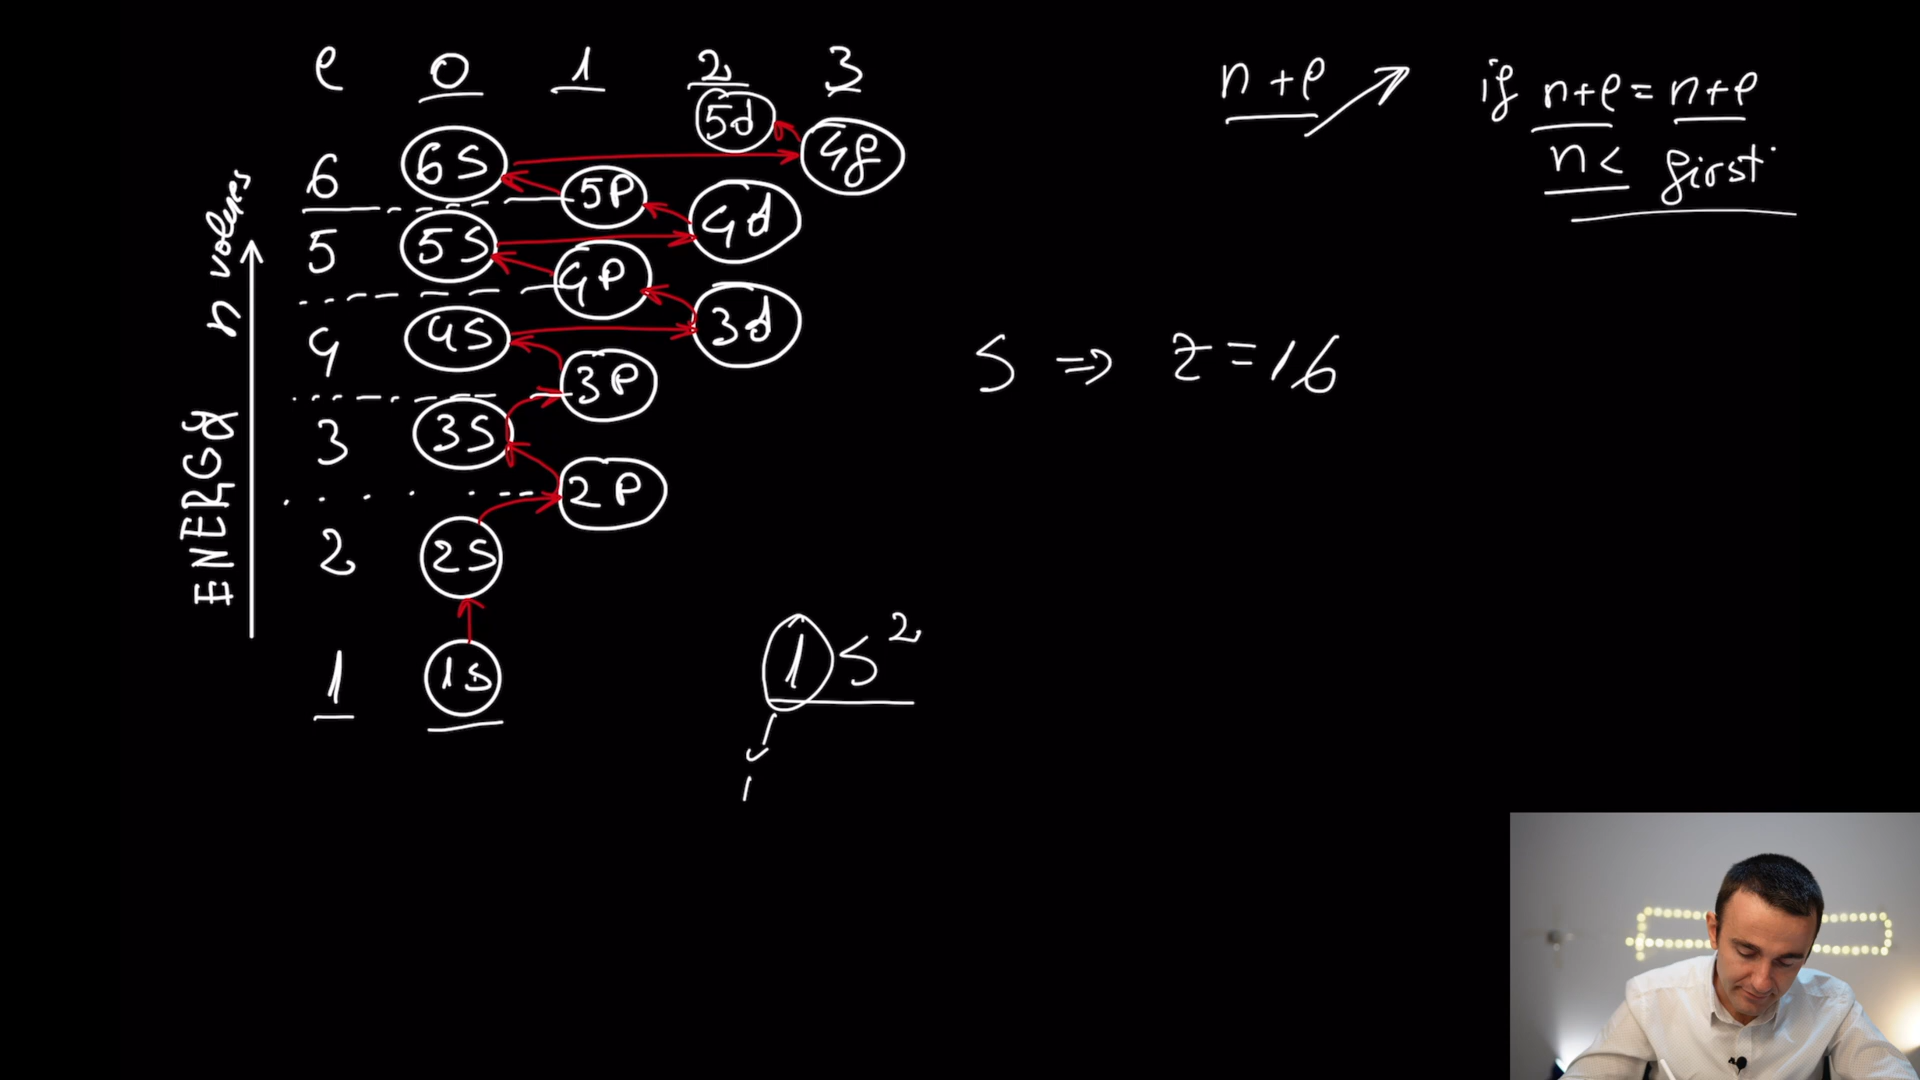 ℓ 0 1 2 3
5d
6 6S 5P 4f
5 5S 4P 4d
4 4S 3P 3d
3 3S 2P
2 2S
1 1S
ENERGY n values
n+ℓ
if n+ℓ = n+ℓ
n< first
S ⇒ Z=16
1S²
1